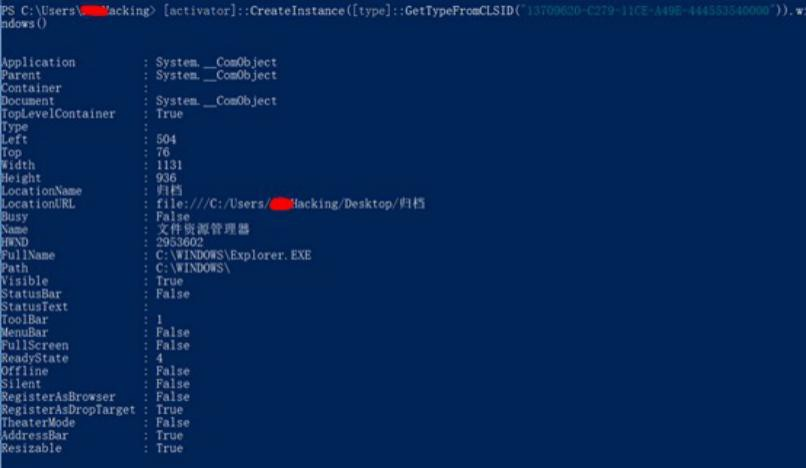 PS C:\Users\Hacking> [activator]::CreateInstance([type]::GetTypeFromCLSID("13709620-C279-11CE-A49E-444553540000")).wi
ndows()
Application : System.__ComObject
Parent : System.__ComObject
Container :
Document : System.__ComObject
TopLevelContainer : True
Type :
Left : 504
Top : 76
Width : 1131
Height : 936
LocationName : 归档
LocationURL : file:///C:/Users/Hacking/Desktop/归档
Busy : False
Name : 文件资源管理器
HWND : 2953602
FullName : C:\WINDOWS\Explorer.EXE
Path : C:\WINDOWS\
Visible : True
StatusBar : False
StatusText :
ToolBar : 1
MenuBar : False
FullScreen : False
ReadyState : 4
Offline : False
Silent : False
RegisterAsBrowser : False
RegisterAsDropTarget : True
TheaterMode : False
AddressBar : True
Resizable : True